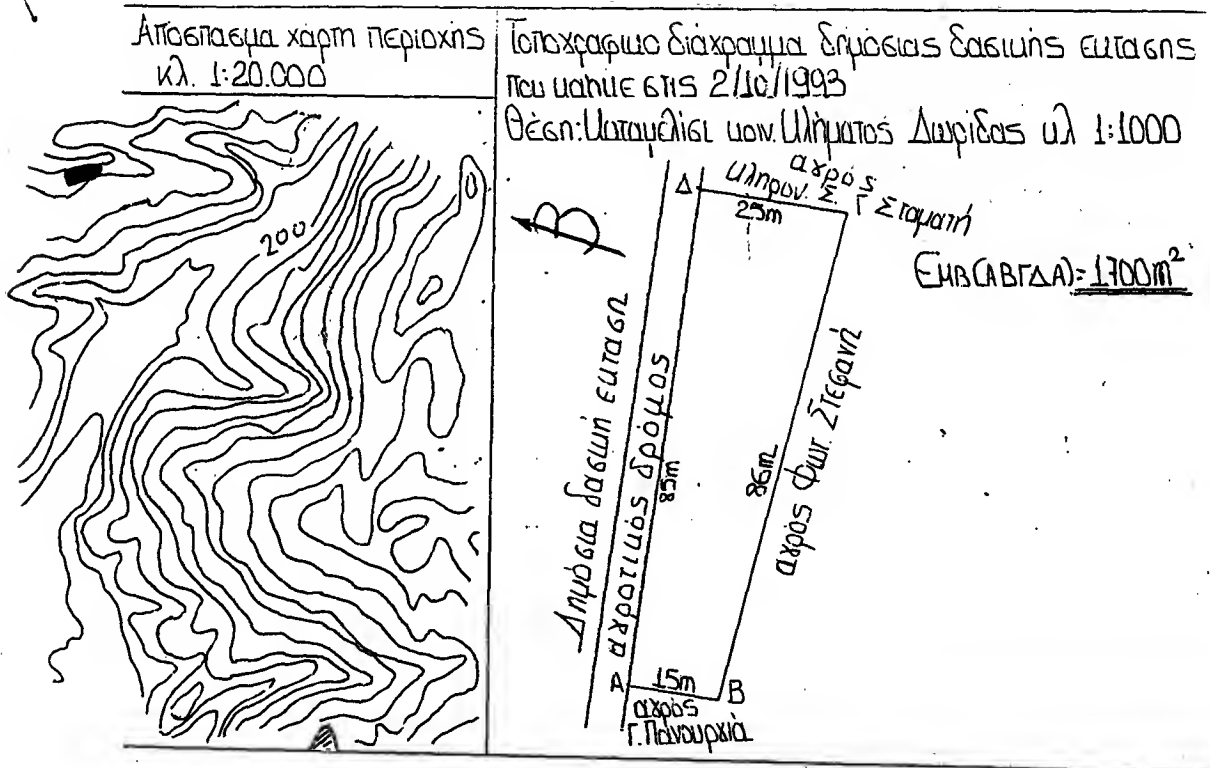 Απόσπασμα χάρτη περιοχής
κλ. 1:20.000
200
Τοπογραφικό διάγραμμα δημόσιας δασικής έκτασης
που κάηκε στις 2/10/1993
Θέση: Καταμελίσι κοιν. Κλήματος Δωρίδας κλ 1:1000
Β
Δ
αγρός
κληρον. Σ. Γ Σταματή
25m
Εμβ(ΑΒΓΔΑ)= 1700m²
Δημόσια δασική έκταση
αγροτικός δρόμος
85m
86m
αγρός Φωτ. Στεφανή
Α
15m
Β
αγρός
Γ. Πανουργιά